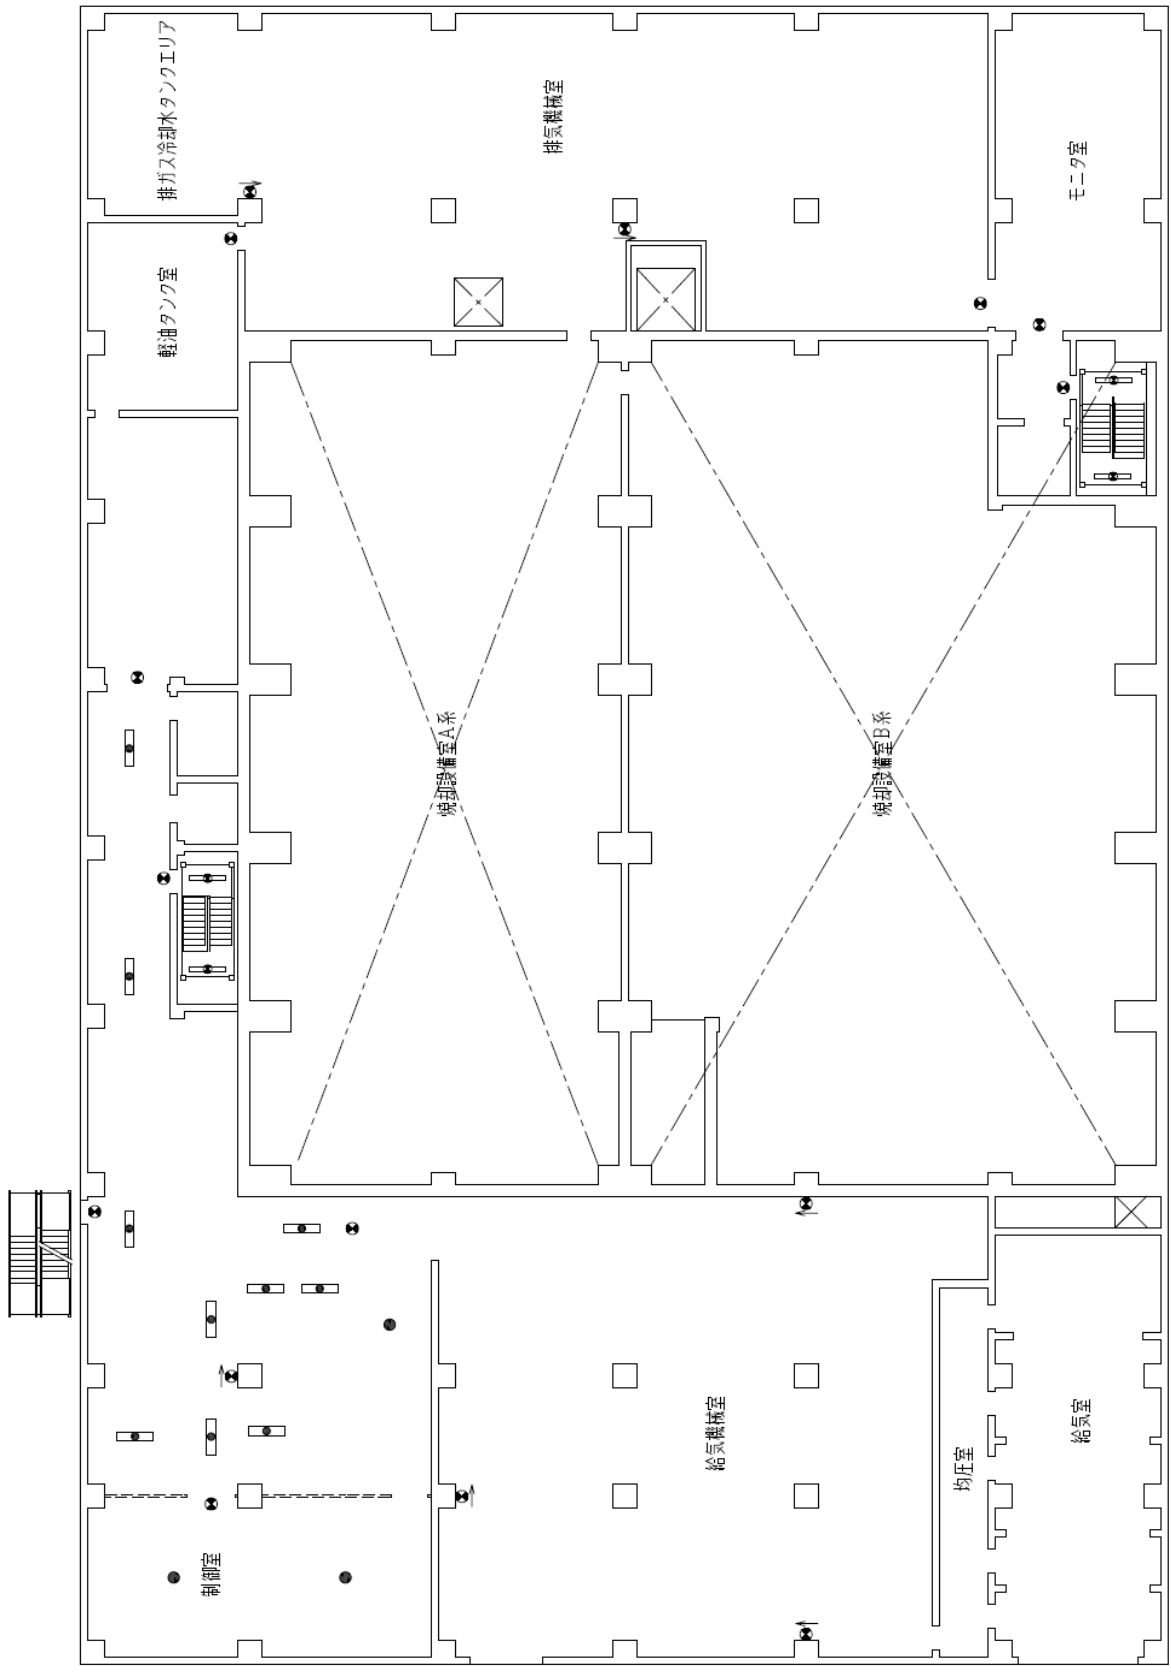 排ガス冷却水タンクエリア
排気機械室
モニタ室
軽油タンク室
焼却設備室A系
焼却設備室B系
給気機械室
給気室
均圧室
制御室